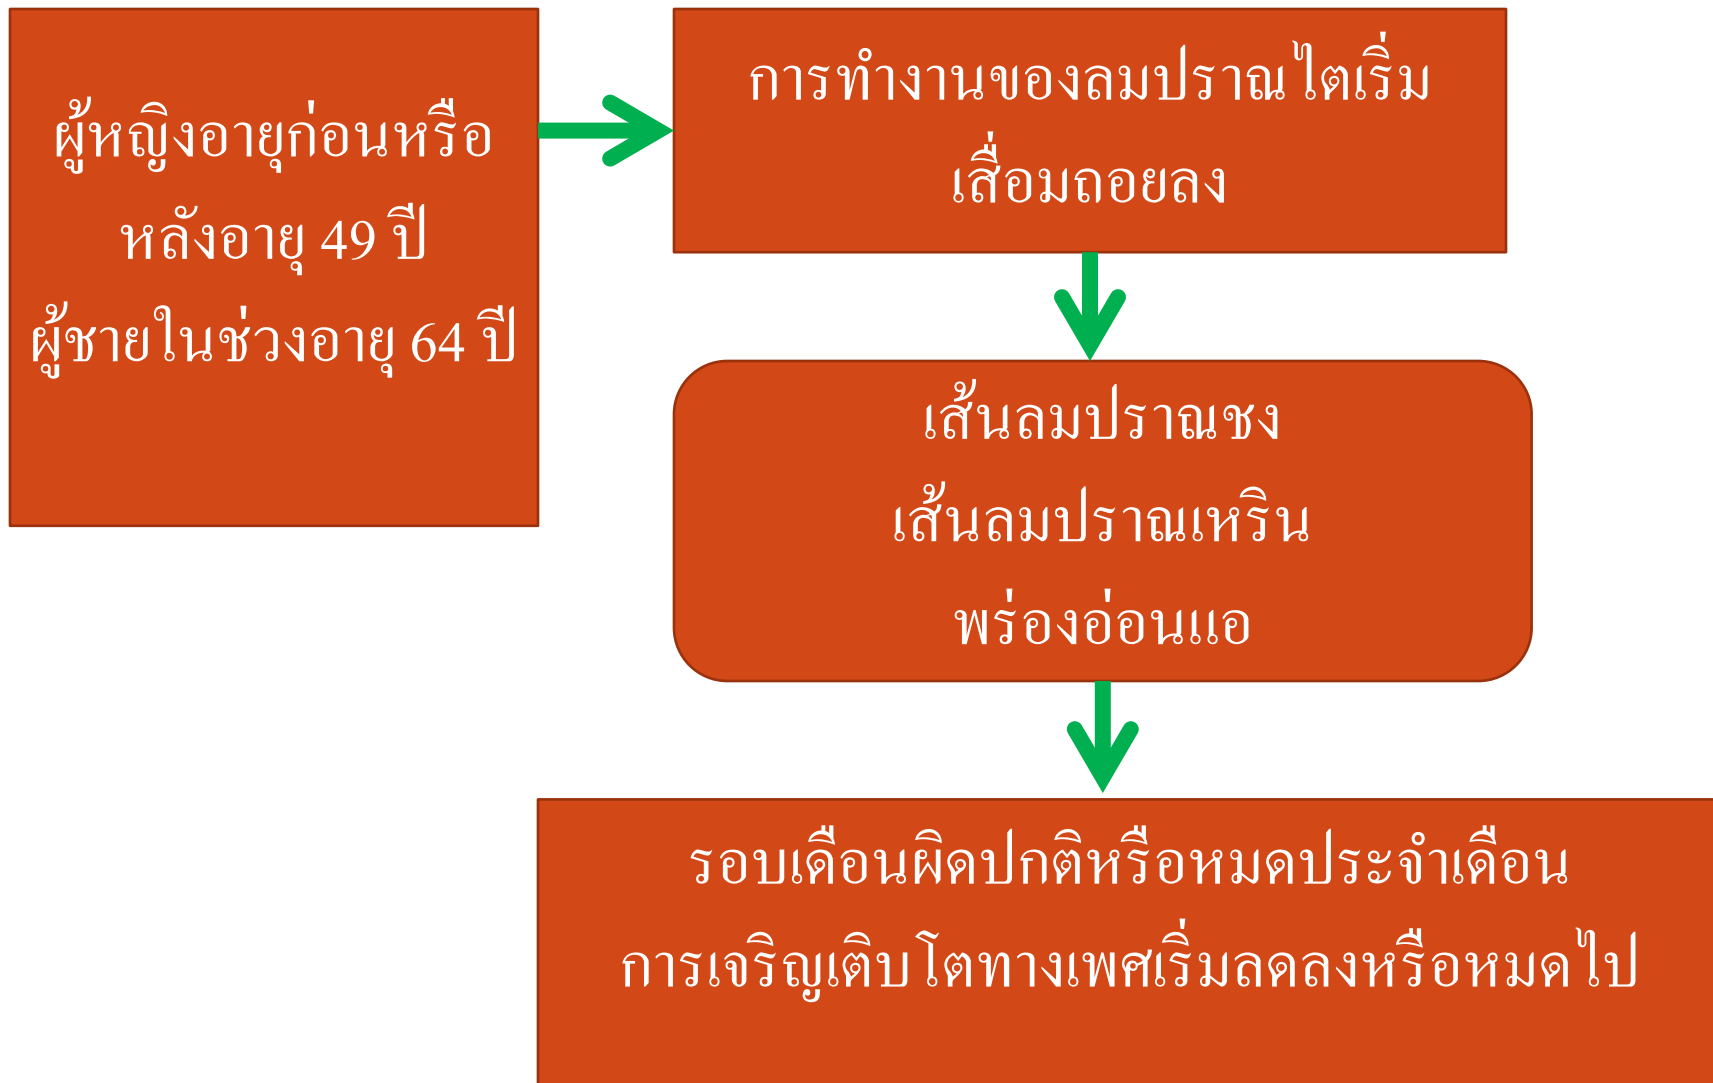 ผู้หญิงอายุก่อนหรือ
หลังอายุ 49 ปี
ผู้ชายในช่วงอายุ 64 ปี
การทำงานของลมปราณไตเริ่ม
เสื่อมถอยลง
เส้นลมปราณชง
เส้นลมปราณเหริน
พร่องอ่อนแอ
รอบเดือนผิดปกติหรือหมดประจำเดือน
การเจริญเติบโตทางเพศเริ่มลดลงหรือหมดไป